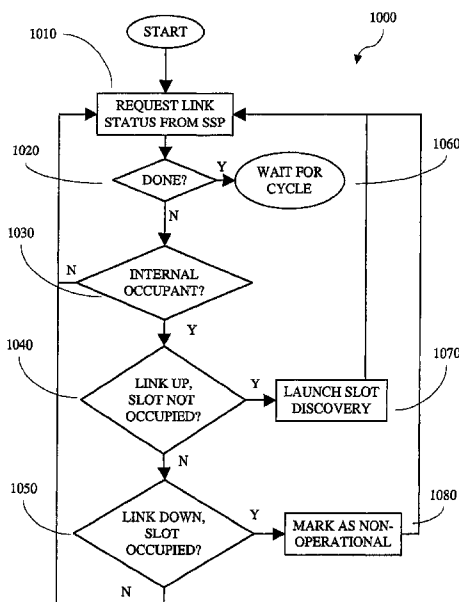 START
1000
1010
REQUEST LINK
STATUS FROM SSP
1020
DONE?
Y
WAIT FOR
CYCLE
1060
N
1030
N
INTERNAL
OCCUPANT?
Y
1040
LINK UP,
SLOT NOT
OCCUPIED?
Y
LAUNCH SLOT
DISCOVERY
1070
N
1050
LINK DOWN,
SLOT
OCCUPIED?
Y
MARK AS NON-
OPERATIONAL
1080
N